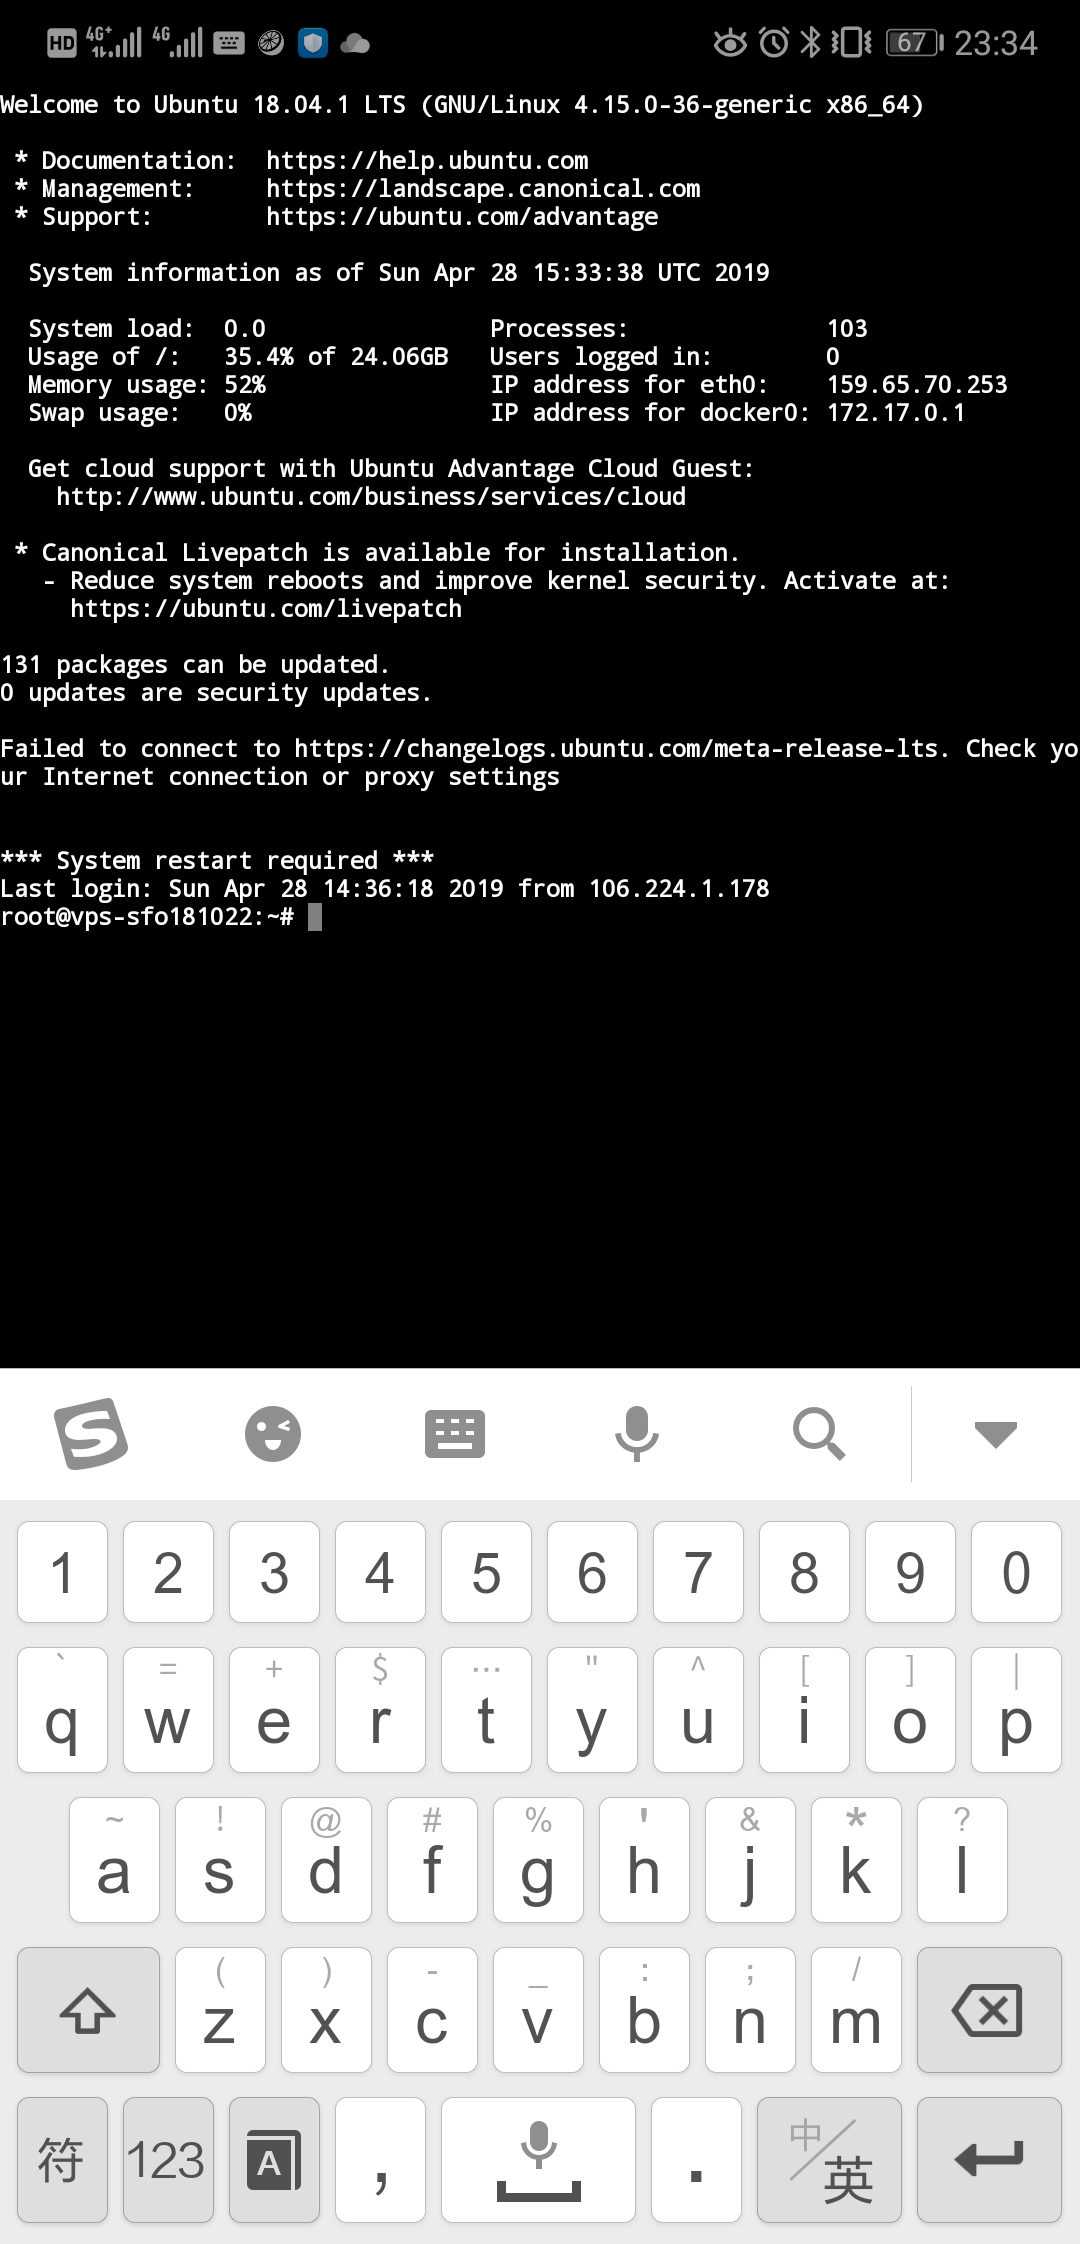 HD 4G+ 4G 67 23:34
Welcome to Ubuntu 18.04.1 LTS (GNU/Linux 4.15.0-36-generic x86_64)
* Documentation: https://help.ubuntu.com
* Management: https://landscape.canonical.com
* Support: https://ubuntu.com/advantage
System information as of Sun Apr 28 15:33:38 UTC 2019
System load: 0.0 Processes: 103
Usage of /: 35.4% of 24.06GB Users logged in: 0
Memory usage: 52% IP address for eth0: 159.65.70.253
Swap usage: 0% IP address for docker0: 172.17.0.1
Get cloud support with Ubuntu Advantage Cloud Guest:
http://www.ubuntu.com/business/services/cloud
* Canonical Livepatch is available for installation.
- Reduce system reboots and improve kernel security. Activate at:
https://ubuntu.com/livepatch
131 packages can be updated.
0 updates are security updates.
Failed to connect to https://changelogs.ubuntu.com/meta-release-lts. Check yo
ur Internet connection or proxy settings
*** System restart required ***
Last login: Sun Apr 28 14:36:18 2019 from 106.224.1.178
root@vps-sfo181022:~#
S
1 2 3 4 5 6 7 8 9 0
` = + $ ... " ^ [ ] |
q w e r t y u i o p
~ ! @ # % ' & * ?
a s d f g h j k l
( ) - _ : ; /
z x c v b n m
符 123 A , . 中/英